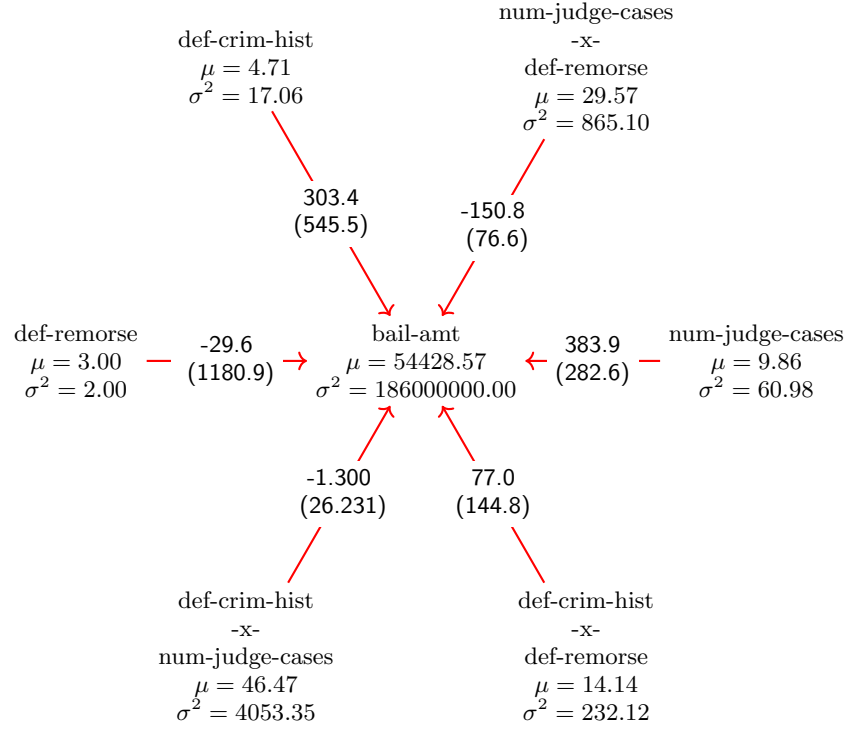 num-judge-cases
-x-
def-remorse
μ = 29.57
σ² = 865.10
def-crim-hist
μ = 4.71
σ² = 17.06
303.4
(545.5)
-150.8
(76.6)
def-remorse
μ = 3.00
σ² = 2.00
-29.6
(1180.9)
bail-amt
μ = 54428.57
σ² = 186000000.00
383.9
(282.6)
num-judge-cases
μ = 9.86
σ² = 60.98
-1.300
(26.231)
77.0
(144.8)
def-crim-hist
-x-
num-judge-cases
μ = 46.47
σ² = 4053.35
def-crim-hist
-x-
def-remorse
μ = 14.14
σ² = 232.12